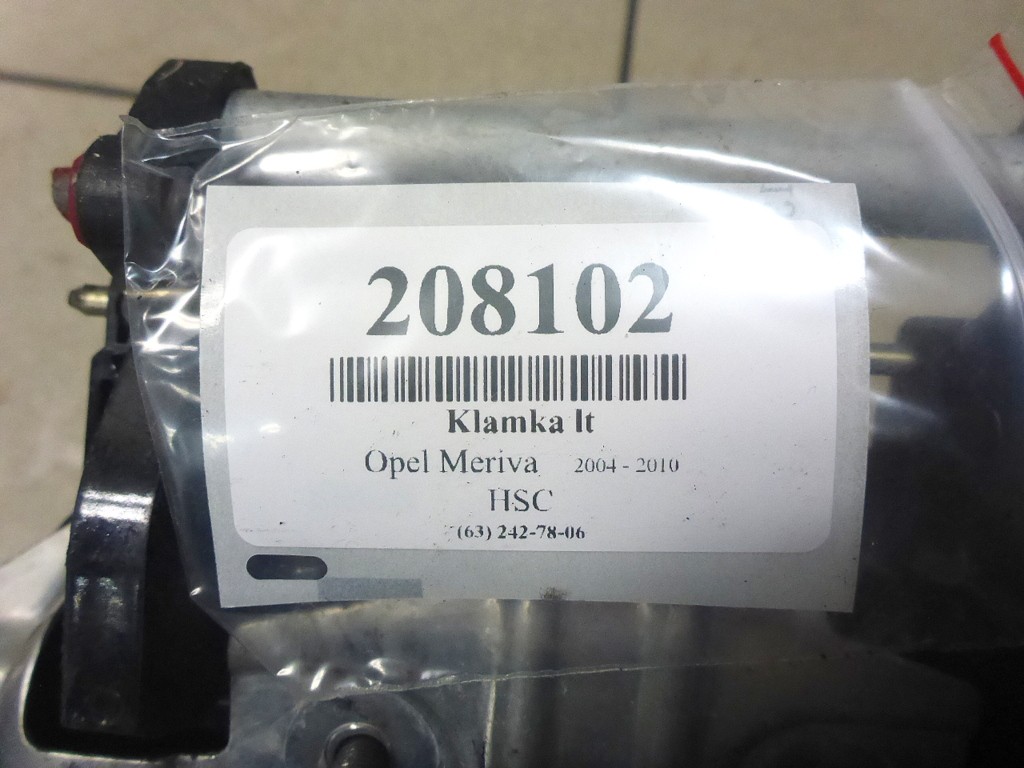 208102
Klamka lt
Opel Meriva 2004 - 2010
HSC
(63) 242-78-06